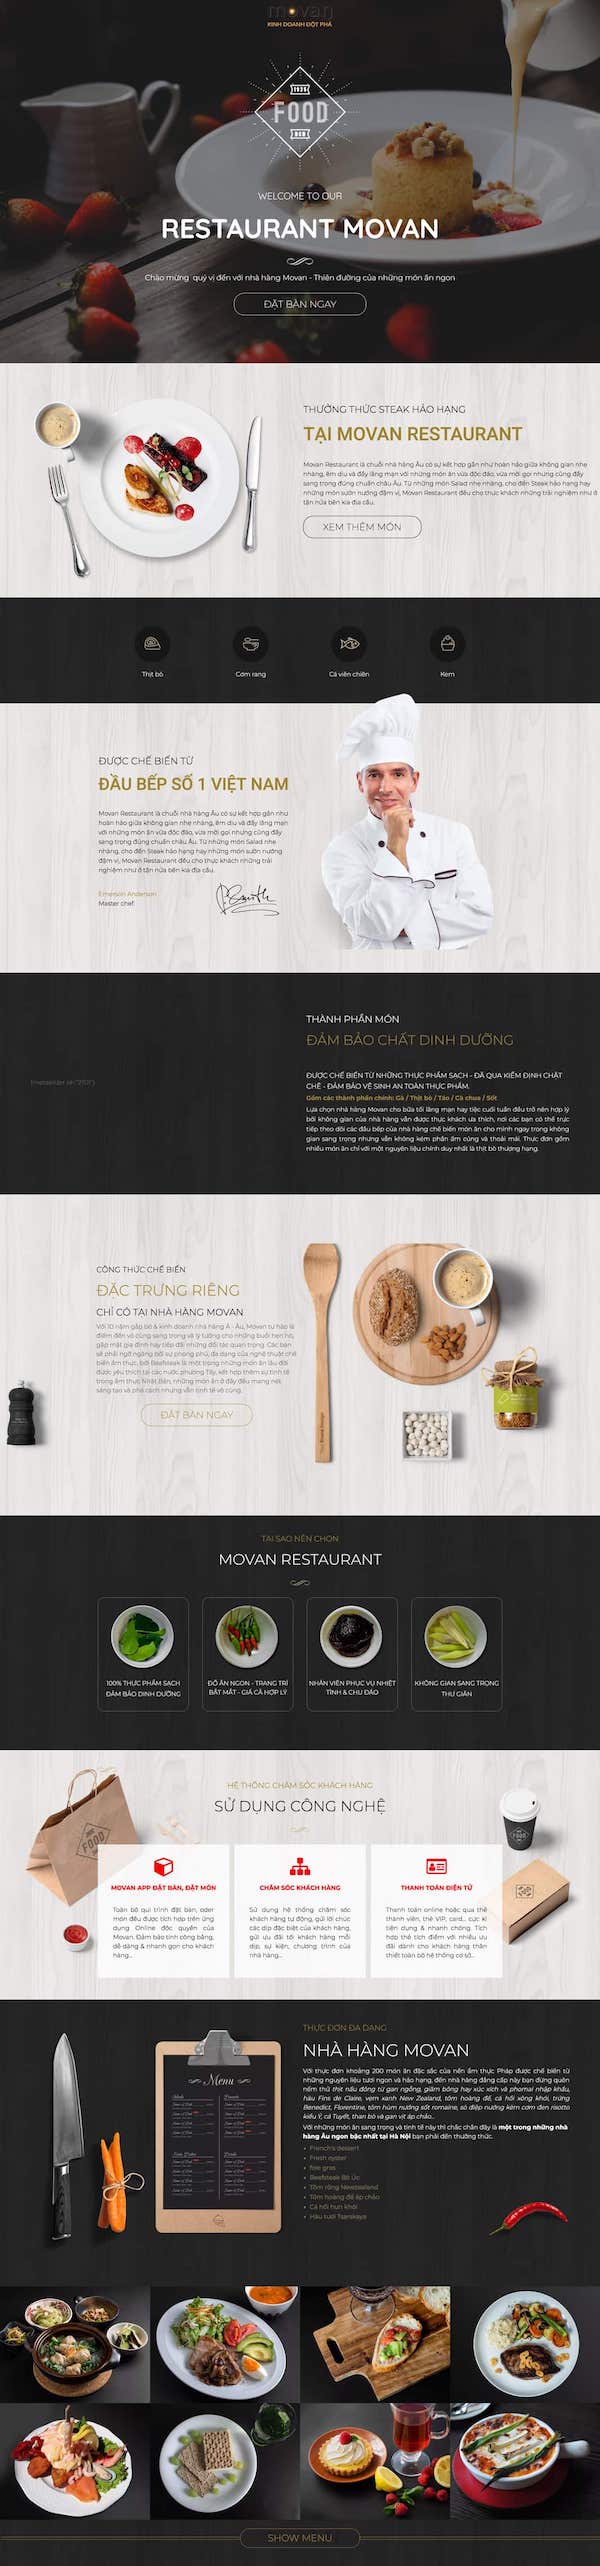 movan
KINH DOANH ĐỘT PHÁ
1939
FOOD
WELCOME TO OUR
RESTAURANT MOVAN
Chào mừng quý vị đến với nhà hàng Movan - Thiên đường của những món ăn ngon
ĐẶT BÀN NGAY
THƯỞNG THỨC STEAK HẢO HẠNG
TẠI MOVAN RESTAURANT
Movan Restaurant là chuỗi nhà hàng Âu có sự kết hợp gần như hoàn hảo giữa không gian nhẹ
nhàng, êm dịu và đầy lãng mạn với những món ăn vừa độc đáo, vừa mới gọi nhưng cũng đầy
sang trọng đúng chuẩn châu Âu. Từ những món Salad nhẹ nhàng, cho đến Steak hảo hạng hay
những món sườn nướng đậm vị, Movan Restaurant đều cho thực khách những trải nghiệm như ở
tận nửa bên kia địa cầu.
XEM THÊM MÓN
Thịt bò
Cơm rang
Cá viên chiên
Kem
ĐƯỢC CHẾ BIẾN TỪ
ĐẦU BẾP SỐ 1 VIỆT NAM
Movan Restaurant là chuỗi nhà hàng Âu có sự kết hợp gần như
hoàn hảo giữa không gian nhẹ nhàng, êm dịu và đầy lãng mạn
với những món ăn vừa độc đáo, vừa mới gọi nhưng cũng đầy
sang trọng đúng chuẩn châu Âu. Từ những món Salad nhẹ
nhàng, cho đến Steak hảo hạng hay những món sườn nướng
đậm vị, Movan Restaurant đều cho thực khách những trải
nghiệm như ở tận nửa bên kia địa cầu.
Emerson Anderson
Master chef
THÀNH PHẦN MÓN
ĐẢM BẢO CHẤT DINH DƯỠNG
ĐƯỢC CHẾ BIẾN TỪ NHỮNG THỰC PHẨM SẠCH - ĐÃ QUA KIỂM ĐỊNH CHẶT
CHẼ - ĐẢM BẢO VỆ SINH AN TOÀN THỰC PHẨM.
Gồm các thành phần chính: Gà / Thịt bò / Táo / Cà chua / Sốt
Lựa chọn nhà hàng Movan cho bữa tối lãng mạn hay tiệc cuối tuần đều trở nên hợp lý
bởi không gian của nhà hàng vẫn được thực khách ưa thích, nơi các bạn có thể trực
tiếp theo dõi các đầu bếp của nhà hàng chế biến món ăn cho mình ngay trong không
gian sang trọng nhưng vẫn không kém phần ấm cúng và thoải mái. Thực đơn gồm
nhiều món ăn chỉ với một nguyên liệu chính duy nhất là thịt bò thượng hạng.
CÔNG THỨC CHẾ BIẾN
ĐẶC TRƯNG RIÊNG
CHỈ CÓ TẠI NHÀ HÀNG MOVAN
Với 10 năm gắp bó & kinh doanh nhà hàng Á - Âu, Movan tự hào là
điểm đến vô cùng sang trọng và lý tưởng cho những buổi hẹn hò,
gặp mặt gia đình hay tiếp đãi những đối tác quan trọng. Các bạn
sẽ phải ngỡ ngàng bởi sự phong phú, đa dạng của nghệ thuật chế
biến ẩm thực, bởi Beefsteak là một trong những món ăn lâu đời
được yêu thích tại các nước phương Tây, kết hợp thêm sự tinh tế
trong ẩm thực Nhật Bản, những món ăn ở đây đều mang nét
sáng tạo và phá cách nhưng vẫn tinh tế vô cùng.
ĐẶT BÀN NGAY
TẠI SAO NÊN CHỌN
MOVAN RESTAURANT
100% THỰC PHẨM SẠCH
ĐẢM BẢO DINH DƯỠNG
ĐỒ ĂN NGON - TRANG TRÍ
BẮT MẮT - GIÁ CẢ HỢP LÝ
NHÂN VIÊN PHỤC VỤ NHIỆT
TÌNH & CHU ĐÁO
KHÔNG GIAN SANG TRỌNG
THƯ GIÃN
HỆ THỐNG CHĂM SÓC KHÁCH HÀNG
SỬ DỤNG CÔNG NGHỆ
FOOD
MOVAN APP ĐẶT BÀN, ĐẶT MÓN
Toàn bộ qui trình đặt bàn, oder
món đều được tích hợp trên ứng
dụng Online độc quyền của
Movan. Đảm bảo tính công bằng,
dễ dàng & nhanh gọn cho khách
hàng...
CHĂM SÓC KHÁCH HÀNG
Sử dụng hệ thống chăm sóc
khách hàng tự động, gửi lời chúc
các dịp đặc biệt của khách hàng,
gửi ưu đãi tới khách hàng mỗi
dịp, sự kiện, chương trình của
nhà hàng...
THANH TOÁN ĐIỆN TỬ
Thanh toán online hoặc qua thẻ
thành viên, thẻ VIP, card... cực kì
tiện dụng & nhanh chóng. Tích
hợp thẻ tích điểm với nhiều ưu
đãi dành cho khách hàng thân
thiết toàn bộ hệ thống cơ sở...
FOOD
THỰC ĐƠN ĐA DẠNG
NHÀ HÀNG MOVAN
Với thực đơn khoảng 200 món ăn đặc sắc của nền ẩm thực Pháp được chế biến từ
những nguyên liệu tươi ngon và hảo hạng, đến nhà hàng đẳng cấp này bạn đừng quên
nếm thử thịt nấu đông từ gan ngỗng, giăm bông hay xúc xích và phomai nhập khẩu,
hàu Fins de Claire, vẹm xanh New Zealand, tôm hoàng đế, cá hồi sông khói, trứng
Benedict, Florentine, tôm hùm nướng sốt romaine, sò điệp nướng kèm cơm đen risotto
kiểu Ý, cá Tuyết, than bò và gan vịt áp chảo..
Với những món ăn sang trọng và tinh tế này thì chắc chắn đây là một trong những nhà
hàng Âu ngon bậc nhất tại Hà Nội bạn phải đến thưởng thức.
French's dessert
Fresh oyster
foie gras
Beefsteak Bò Úc
Tôm rồng Newzealand
Tôm hoàng đế áp chảo
Cá hồi hun khói
Hàu tươi Tsarskaya
Menu
SHOW MENU